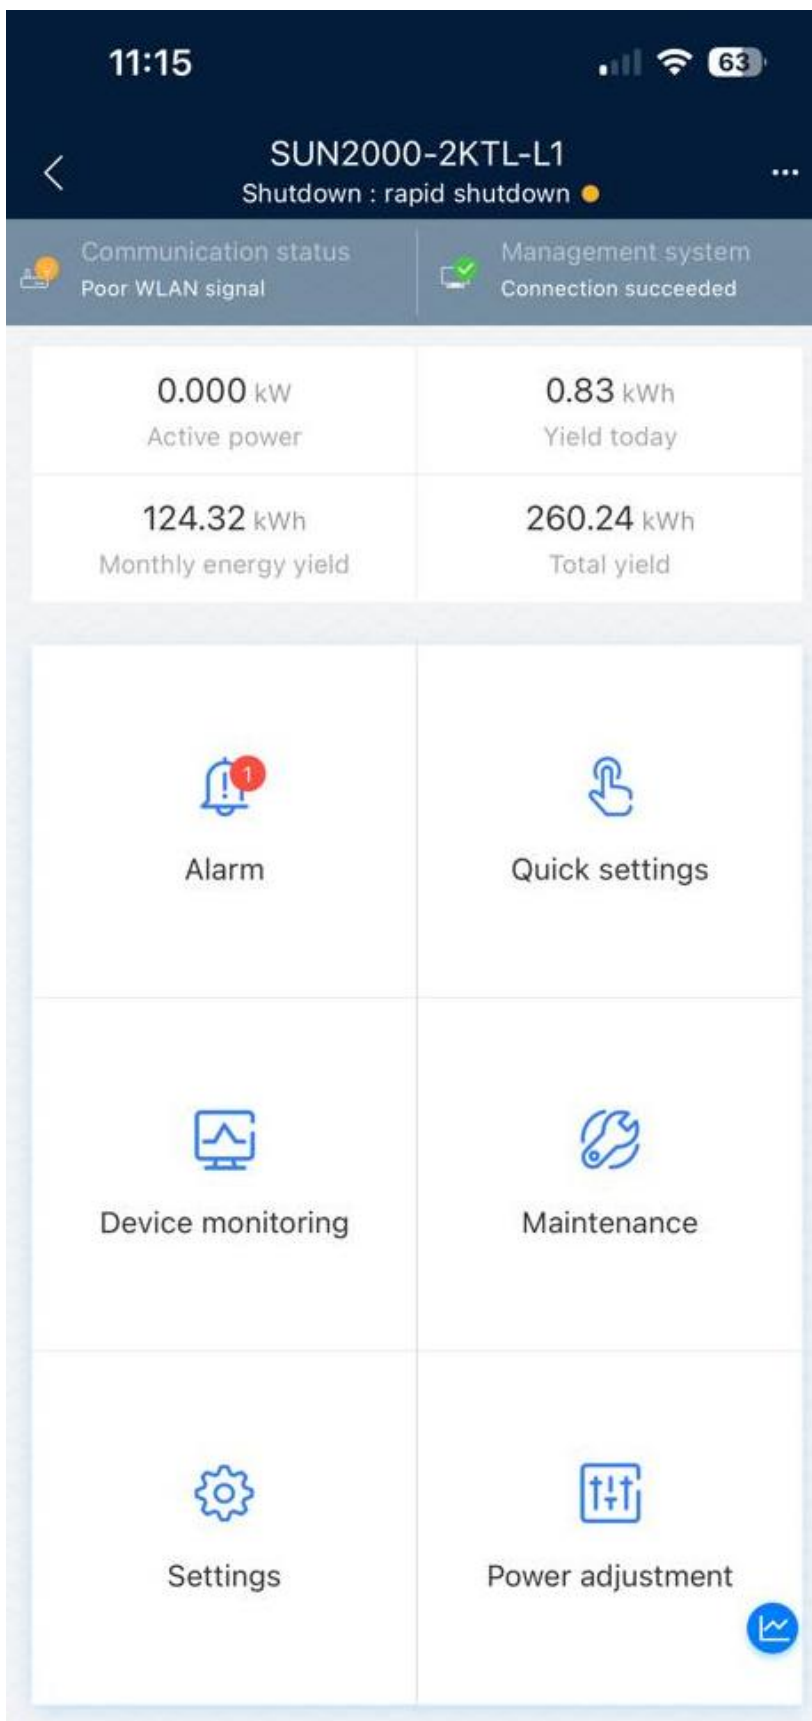 11:15
63
SUN2000-2KTL-L1
Shutdown : rapid shutdown
Communication status
Poor WLAN signal
Management system
Connection succeeded
0.000 kW
Active power
0.83 kWh
Yield today
124.32 kWh
Monthly energy yield
260.24 kWh
Total yield
1
Alarm
Quick settings
Device monitoring
Maintenance
Settings
Power adjustment